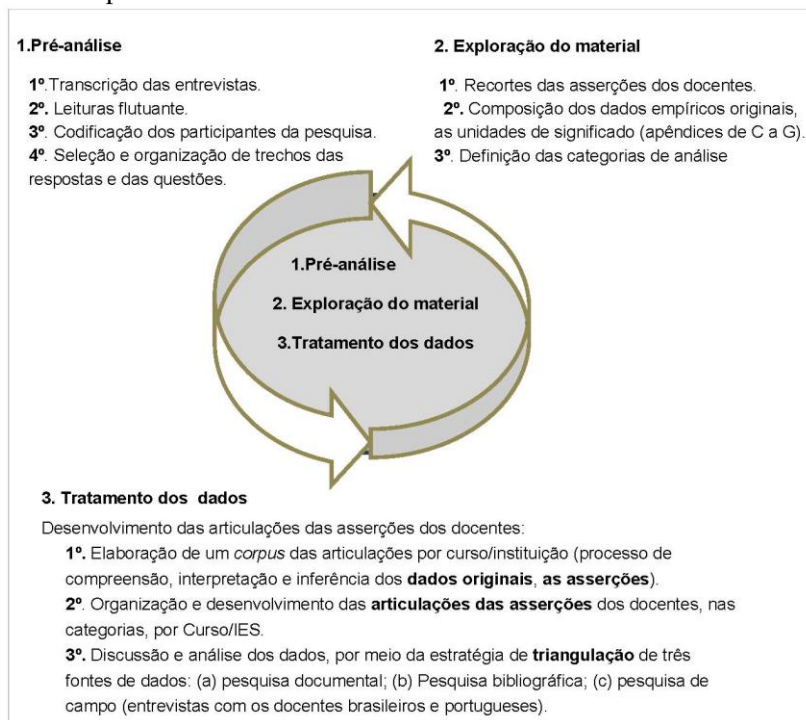 1.Pré-análise
1º.Transcrição das entrevistas.
2º. Leituras flutuante.
3º. Codificação dos participantes da pesquisa.
4º. Seleção e organização de trechos das
respostas e das questões.
2. Exploração do material
1º. Recortes das asserções dos docentes.
2º. Composição dos dados empíricos originais,
as unidades de significado (apêndices de C a G).
3º. Definição das categorias de análise
1.Pré-análise
2. Exploração do material
3.Tratamento dos dados
3. Tratamento dos dados
Desenvolvimento das articulações das asserções dos docentes:
1º. Elaboração de um corpus das articulações por curso/instituição (processo de
compreensão, interpretação e inferência dos dados originais, as asserções).
2º. Organização e desenvolvimento das articulações das asserções dos docentes, nas
categorias, por Curso/IES.
3º. Discussão e análise dos dados, por meio da estratégia de triangulação de três
fontes de dados: (a) pesquisa documental; (b) Pesquisa bibliográfica; (c) pesquisa de
campo (entrevistas com os docentes brasileiros e portugueses).